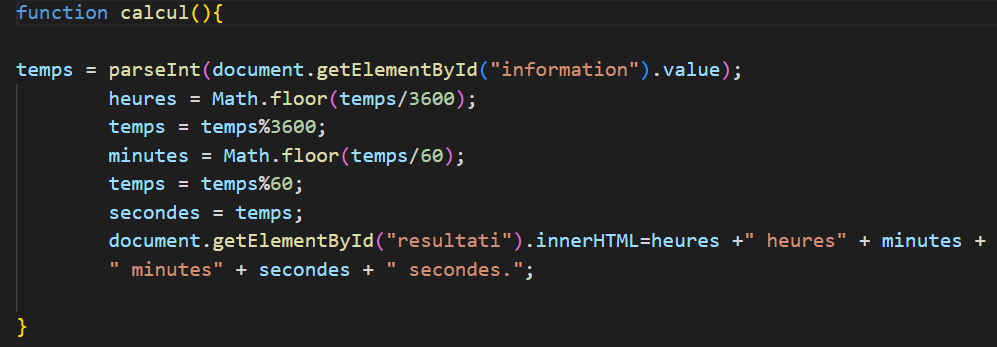 function calcul(){
temps = parseInt(document.getElementById("information").value);
heures = Math.floor(temps/3600);
temps = temps%3600;
minutes = Math.floor(temps/60);
temps = temps%60;
secondes = temps;
document.getElementById("resultati").innerHTML=heures +" heures" + minutes +
" minutes" + secondes + " secondes.";
}